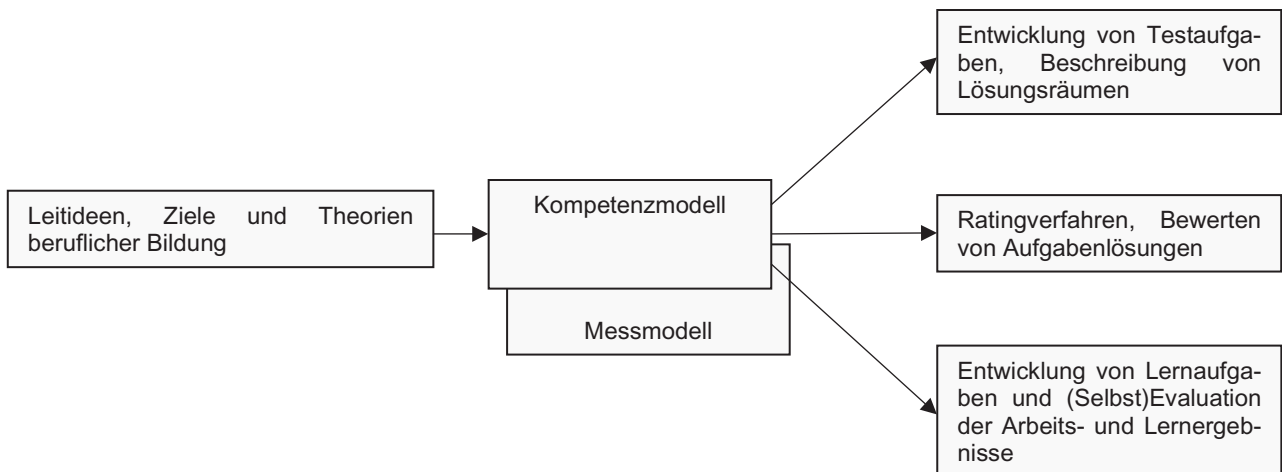 Leitideen, Ziele und Theorien
beruflicher Bildung
Kompetenzmodell
Messmodell
Entwicklung von Testaufga-
ben, Beschreibung von
Lösungsräumen
Ratingverfahren, Bewerten
von Aufgabenlösungen
Entwicklung von Lernaufga-
ben und (Selbst)Evaluation
der Arbeits- und Lernergeb-
nisse